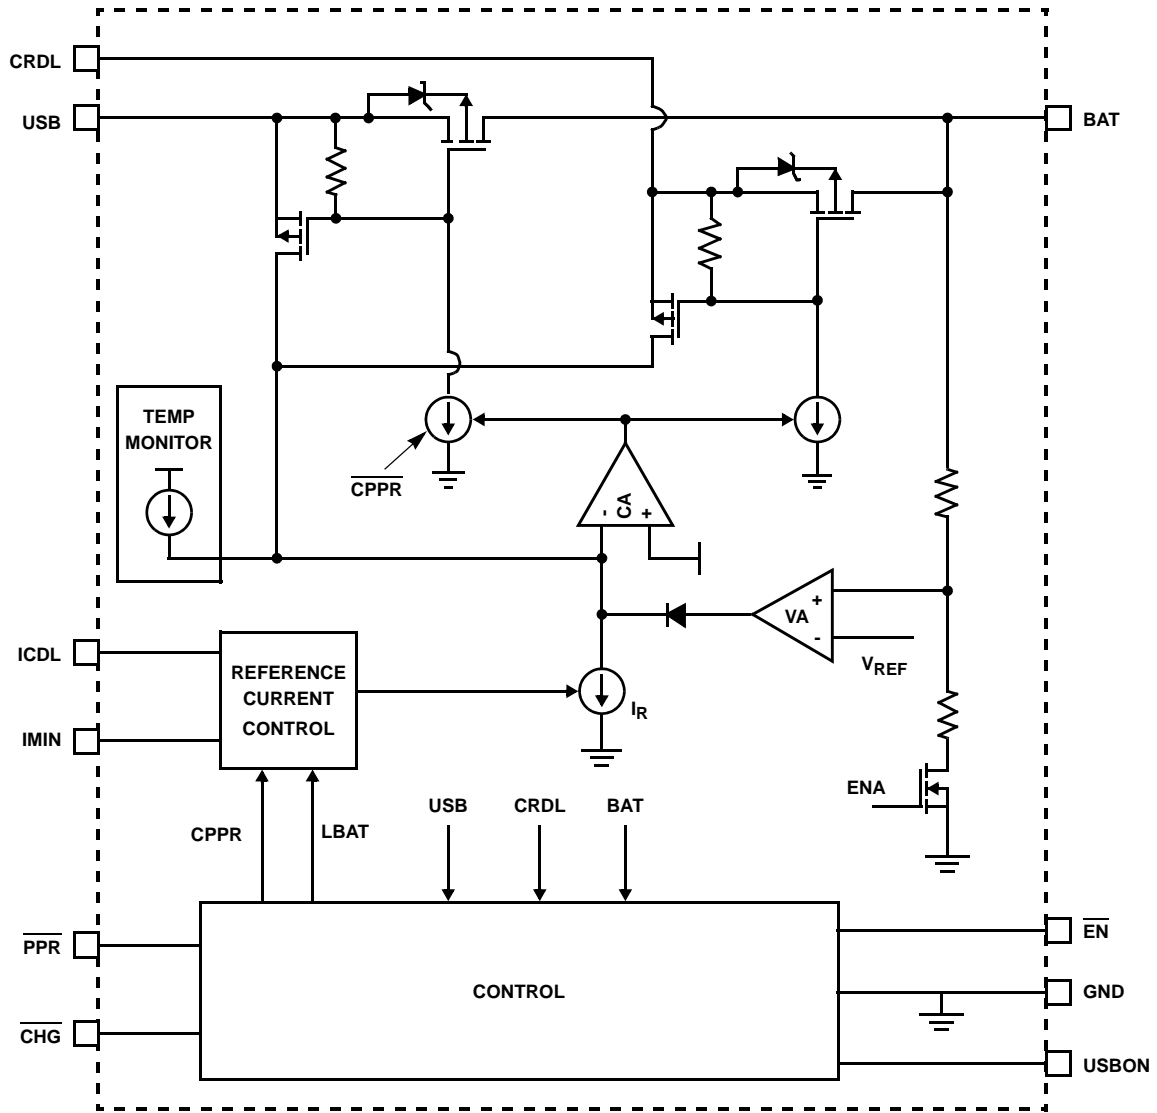 CRDL
USB
BAT
TEMP
MONITOR
CPPR
CA
-
+
VA
+
-
VREF
ICDL
IMIN
REFERENCE
CURRENT
CONTROL
IR
ENA
CPPR
LBAT
USB
CRDL
BAT
PPR
CHG
CONTROL
EN
GND
USBON